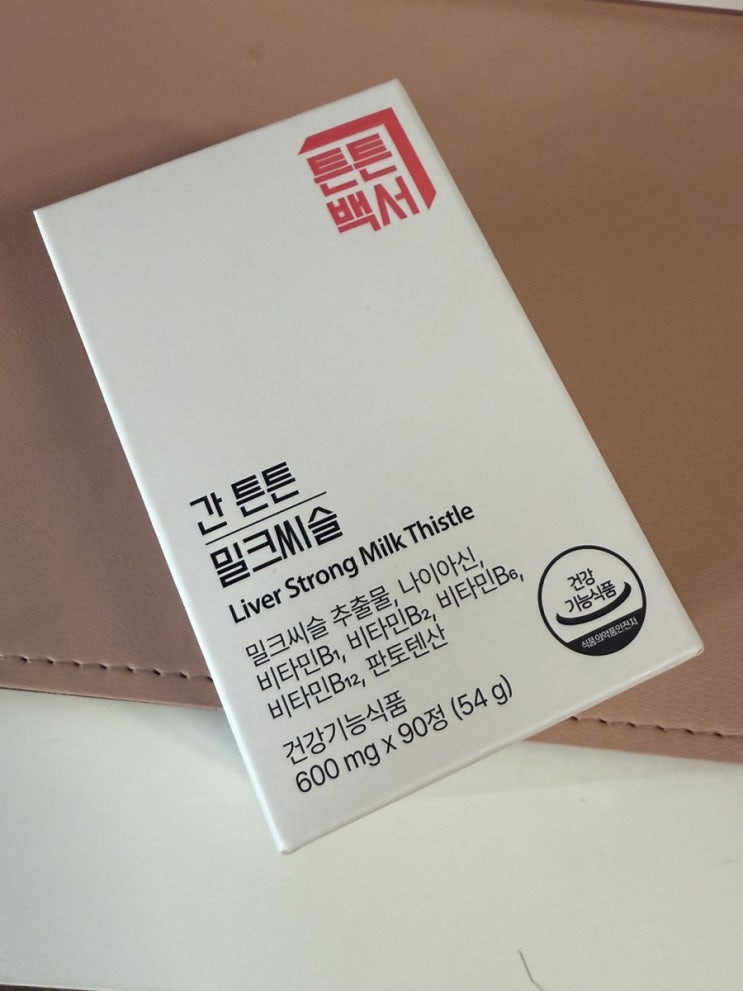 튼튼
백서
간 튼튼
밀크씨슬
Liver Strong Milk Thistle
밀크씨슬 추출물, 나이아신,
비타민B₁, 비타민B₂, 비타민B₆,
비타민B₁₂, 판토텐산
건강기능식품
600 mg x 90정 (54 g)
건강
기능식품
식품의약품안전처